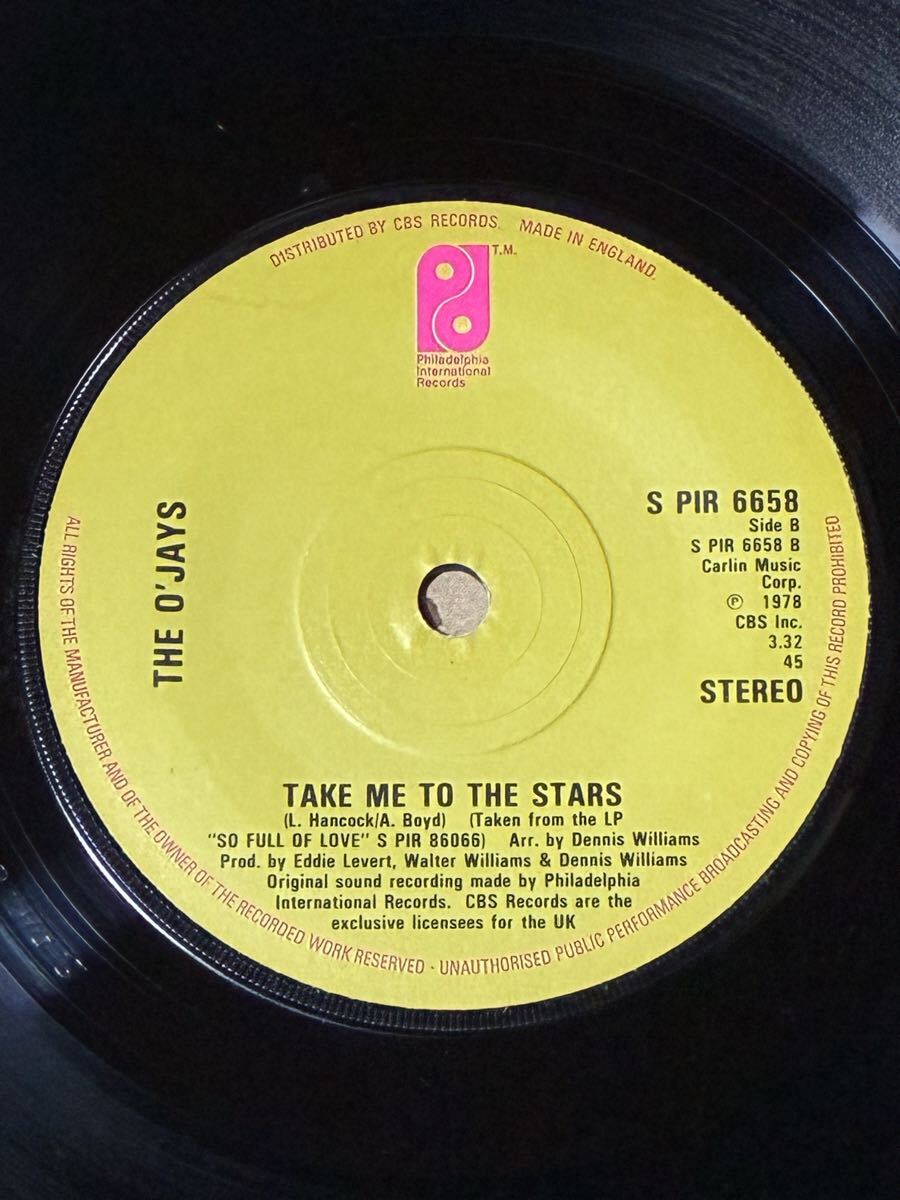 DISTRIBUTED BY CBS RECORDS. MADE IN ENGLAND.
T.M.
Philadelphia
International
Records
THE O'JAYS
S PIR 6658
Side B
S PIR 6658 B
Carlin Music
Corp.
℗ 1978
CBS Inc.
3.32
45
STEREO
TAKE ME TO THE STARS
(L. Hancock/A. Boyd) (Taken from the LP
"SO FULL OF LOVE" S PIR 86066) Arr. by Dennis Williams
Prod. by Eddie Levert, Walter Williams & Dennis Williams
Original sound recording made by Philadelphia
International Records. CBS Records are the
exclusive licensees for the UK
ALL RIGHTS OF THE MANUFACTURER AND OF THE OWNER OF THE RECORDED WORK RESERVED · UNAUTHORISED PUBLIC PERFORMANCE BROADCASTING AND COPYING OF THIS RECORD PROHIBITED